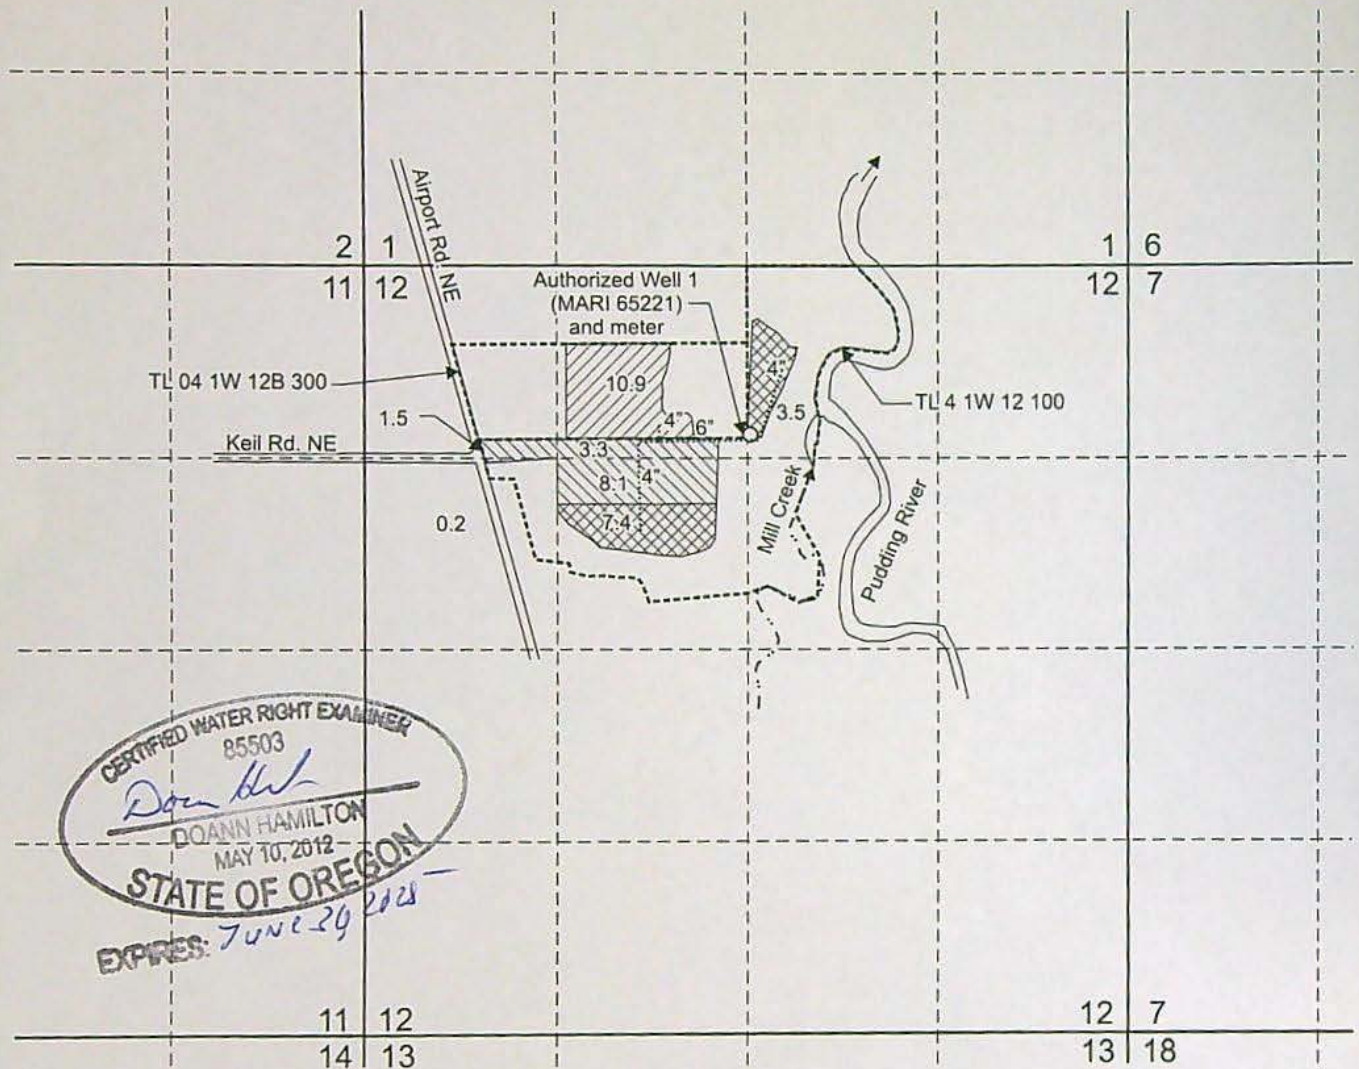 Airport Rd. NE
2 1
1 6
11 12
12 7
Authorized Well 1
(MARI 65221)
and meter
TL 04 1W 12B 300
10.9
4"
TL 4 1W 12 100
1.5
4"
6"
3.5
Keil Rd. NE
3.3
8.1
4"
0.2
7.4
Mill Creek
Pudding River
CERTIFIED WATER RIGHT EXAMINER
85503
DOANN HAMILTON
MAY 10, 2012
STATE OF OREGON
EXPIRES: JUNE
11 12
12 7
14 13
13 18